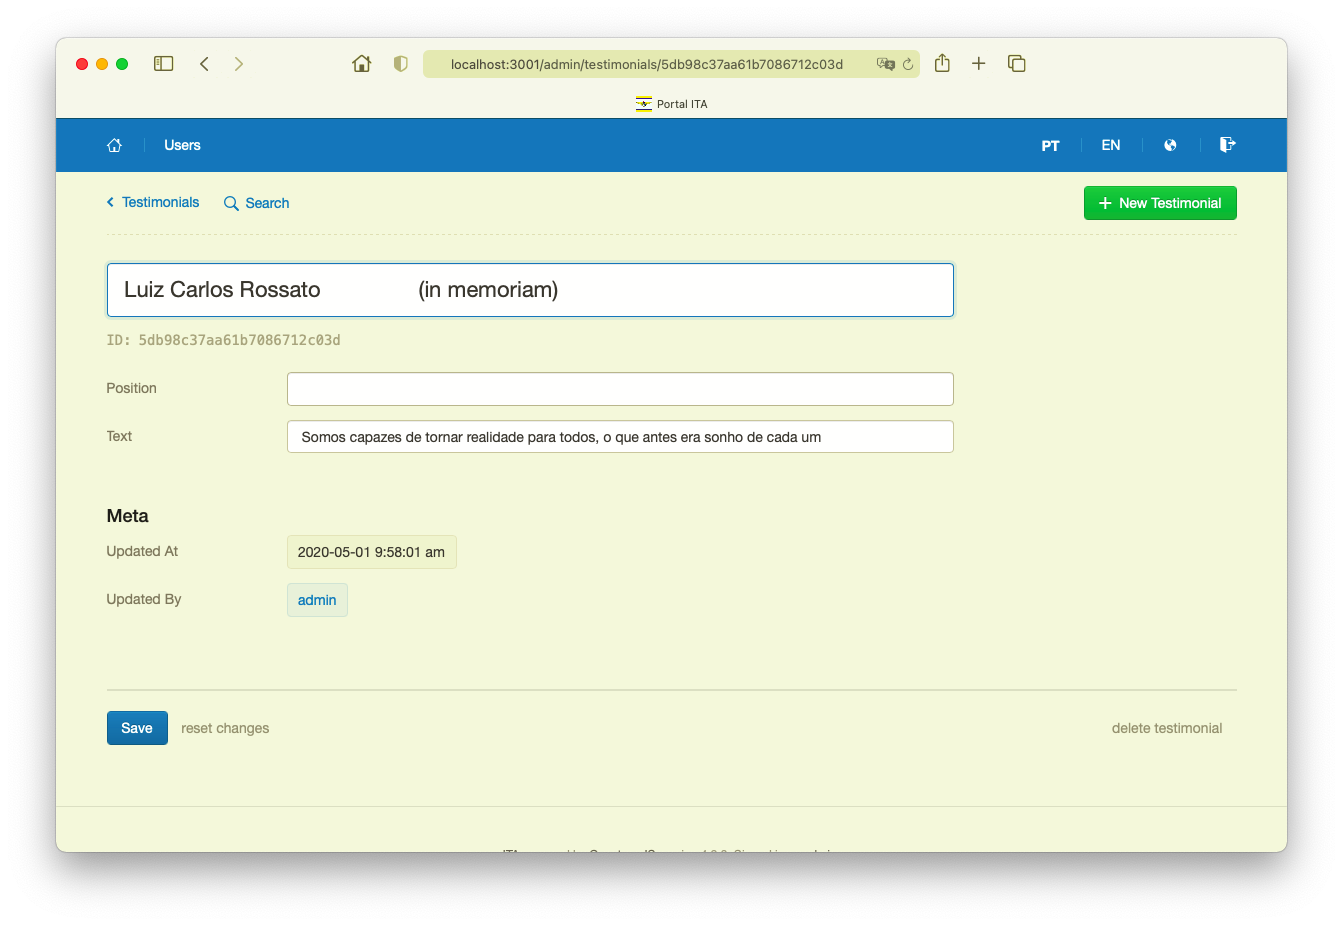 localhost:3001/admin/testimonials/5db98c37aa61b7086712c03d
Portal ITA
Users
PT
EN
Testimonials
Search
New Testimonial
Luiz Carlos Rossato (in memoriam)
ID: 5db98c37aa61b7086712c03d
Position
Text
Somos capazes de tornar realidade para todos, o que antes era sonho de cada um
Meta
Updated At
2020-05-01 9:58:01 am
Updated By
admin
Save
reset changes
delete testimonial